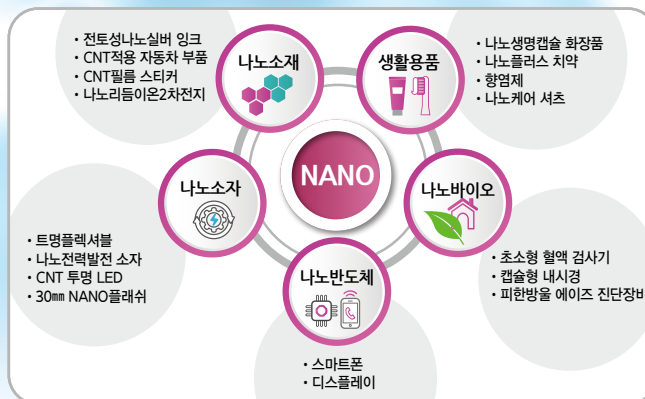 • 전토성나노실버 잉크
• CNT적용 자동차 부품
• CNT필름 스티커
• 나노리듬이온2차전지
나노소재
생활용품
• 나노생명캡슐 화장품
• 나노플러스 치약
• 향염제
• 나노케어 셔츠
NANO
나노소자
• 트명플렉셔블
• 나노전력발전 소자
• CNT 투명 LED
• 30㎜ NANO플래쉬
나노바이오
• 초소형 혈액 검사기
• 캡슐형 내시경
• 피한방울 에이즈 진단장비
나노반도체
• 스마트폰
• 디스플레이